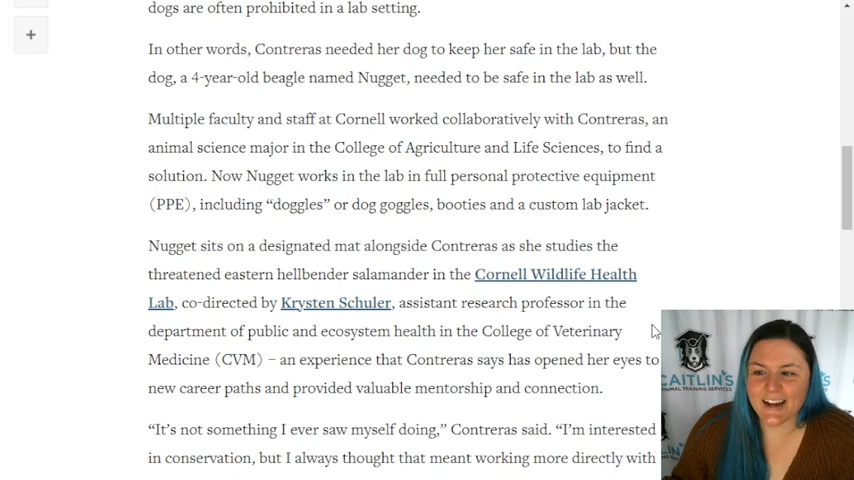 dogs are often prohibited in a lab setting.
In other words, Contreras needed her dog to keep her safe in the lab, but the
dog, a 4-year-old beagle named Nugget, needed to be safe in the lab as well.
Multiple faculty and staff at Cornell worked collaboratively with Contreras, an
animal science major in the College of Agriculture and Life Sciences, to find a
solution. Now Nugget works in the lab in full personal protective equipment
(PPE), including “doggles” or dog goggles, booties and a custom lab jacket.
Nugget sits on a designated mat alongside Contreras as she studies the
threatened eastern hellbender salamander in the Cornell Wildlife Health
Lab, co-directed by Krysten Schuler, assistant research professor in the
department of public and ecosystem health in the College of Veterinary
Medicine (CVM) – an experience that Contreras says has opened her eyes to
new career paths and provided valuable mentorship and connection.
“It’s not something I ever saw myself doing,” Contreras said. “I’m interested
in conservation, but I always thought that meant working more directly with
CAITLIN'S
ANIMAL TRAINING SERVICES